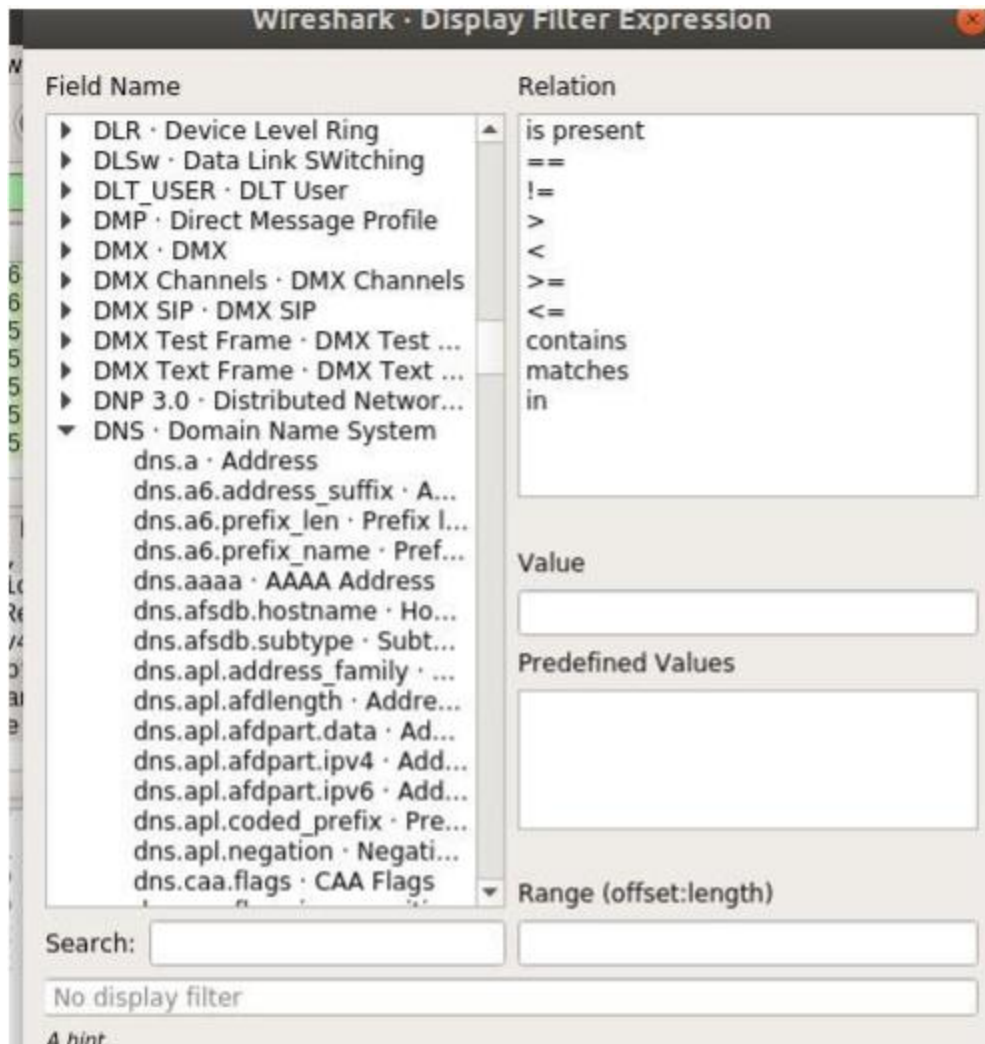 Wireshark · Display Filter Expression
Field Name
DLR · Device Level Ring
DLSw · Data Link SWitching
DLT_USER · DLT User
DMP · Direct Message Profile
DMX · DMX
DMX Channels · DMX Channels
DMX SIP · DMX SIP
DMX Test Frame · DMX Test ...
DMX Text Frame · DMX Text ...
DNP 3.0 · Distributed Networ...
DNS · Domain Name System
dns.a · Address
dns.a6.address_suffix · A...
dns.a6.prefix_len · Prefix l...
dns.a6.prefix_name · Pref...
dns.aaaa · AAAA Address
dns.afsdb.hostname · Ho...
dns.afsdb.subtype · Subt...
dns.apl.address_family · ...
dns.apl.afdlength · Addre...
dns.apl.afdpart.data · Ad...
dns.apl.afdpart.ipv4 · Add...
dns.apl.afdpart.ipv6 · Add...
dns.apl.coded_prefix · Pre...
dns.apl.negation · Negati...
dns.caa.flags · CAA Flags
Search:
Relation
is present
==
!=
>
<
>=
<=
contains
matches
in
Value
Predefined Values
Range (offset:length)
No display filter
A hint.